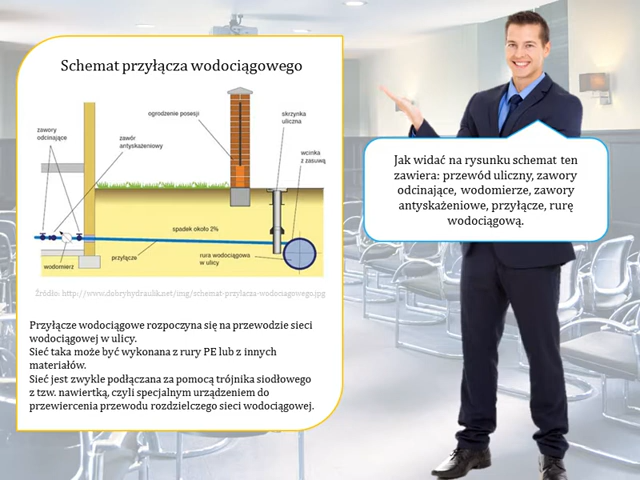 Schemat przyłącza wodociągowego
ogrodzenie posesji
skrzynka
uliczna
zawory
odcinające
zawór
antyskażeniowy
wcinka
z zasuwą
spadek około 2%
przyłącze
rura wodociągowa
w ulicy
wodomierz
Źródło: http://www.dobryhydraulik.net/img/schemat-przylacza-wodociagowego.jpg
Przyłącze wodociągowe rozpoczyna się na przewodzie sieci
wodociągowej w ulicy.
Sieć taka może być wykonana z rury PE lub z innych
materiałów.
Sieć jest zwykle podłączana za pomocą trójnika siodłowego
z tzw. nawiertką, czyli specjalnym urządzeniem do
przewiercenia przewodu rozdzielczego sieci wodociągowej.
Jak widać na rysunku schemat ten
zawiera: przewód uliczny, zawory
odcinające, wodomierze, zawory
antyskażeniowe, przyłącze, rurę
wodociągową.